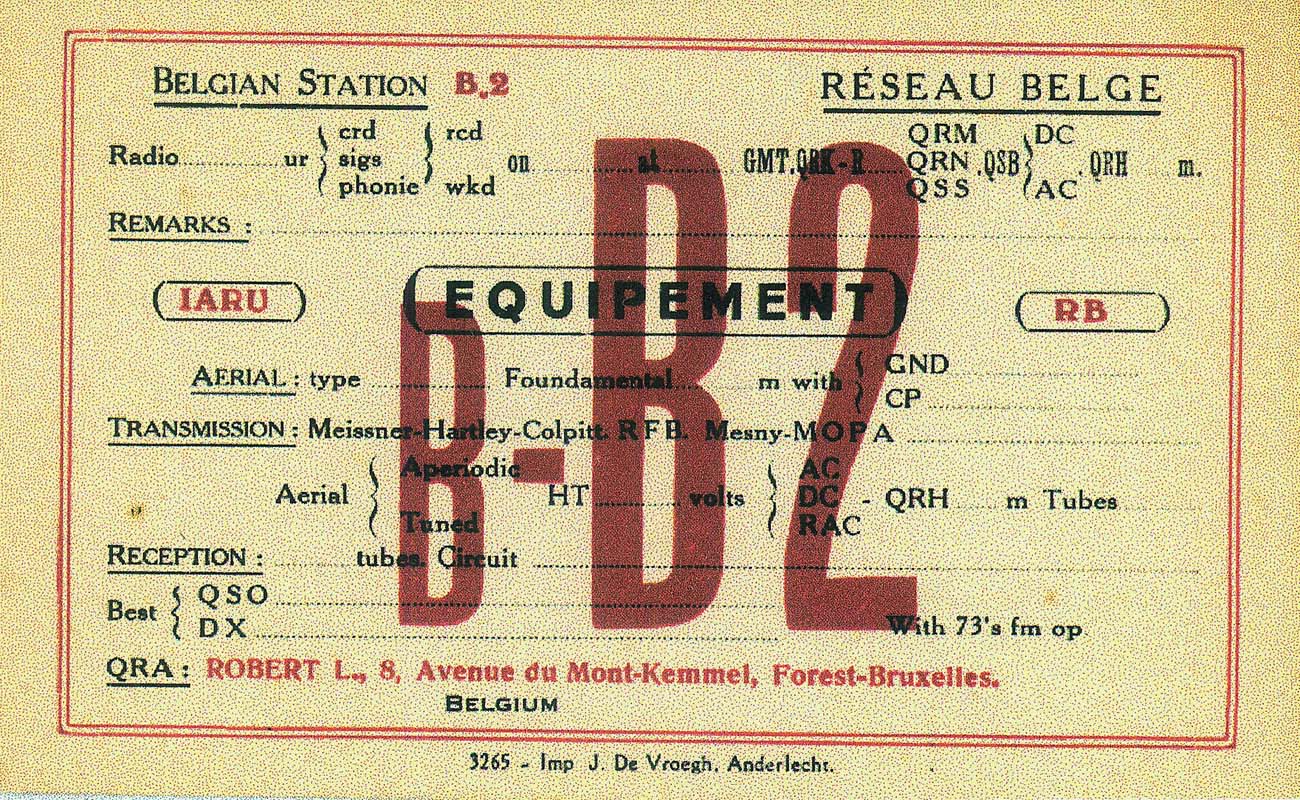 BELGIAN STATION B.2 RÉSEAU BELGE
Radio ur { crd sigs phonie } rcd wkd on at GMT.QRK-R QRM QRN QSS .QSB { DC AC . QRH m.
REMARKS :
IARU EQUIPEMENT RB
B-B2
AERIAL : type Foundamental m with { GND CP
TRANSMISSION : Meissner-Hartley-Colpitt. RFB. Mesny-MOPA
Aerial { Aperiodic Tuned HT volts { AC DC RAC - QRH m Tubes
RECEPTION : tubes. Circuit
Best { QSO DX
With 73's fm op
QRA : ROBERT L., 8, Avenue du Mont-Kemmel, Forest-Bruxelles.
BELGIUM
3265 - Imp J. De Vraegh. Anderlecht.